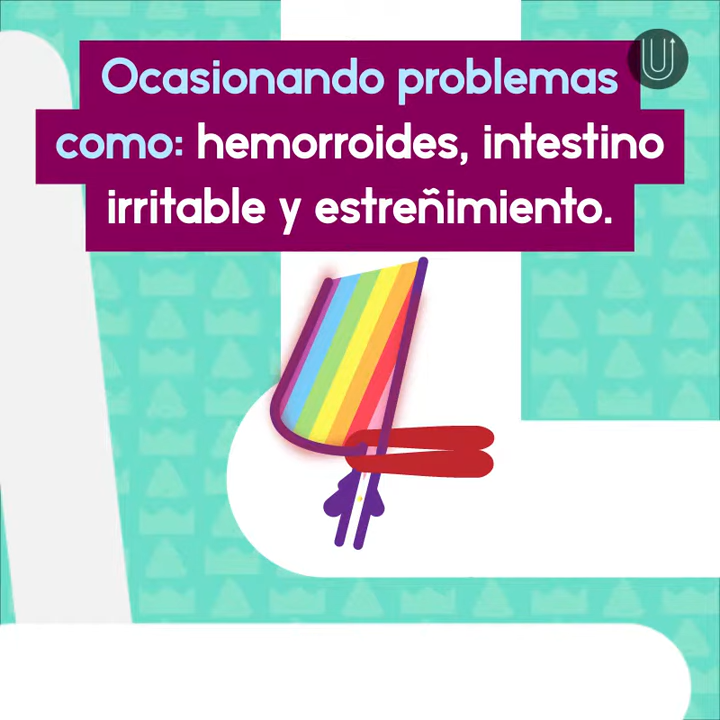 Ocasionando problemas
como: hemorroides, intestino
irritable y estreñimiento.